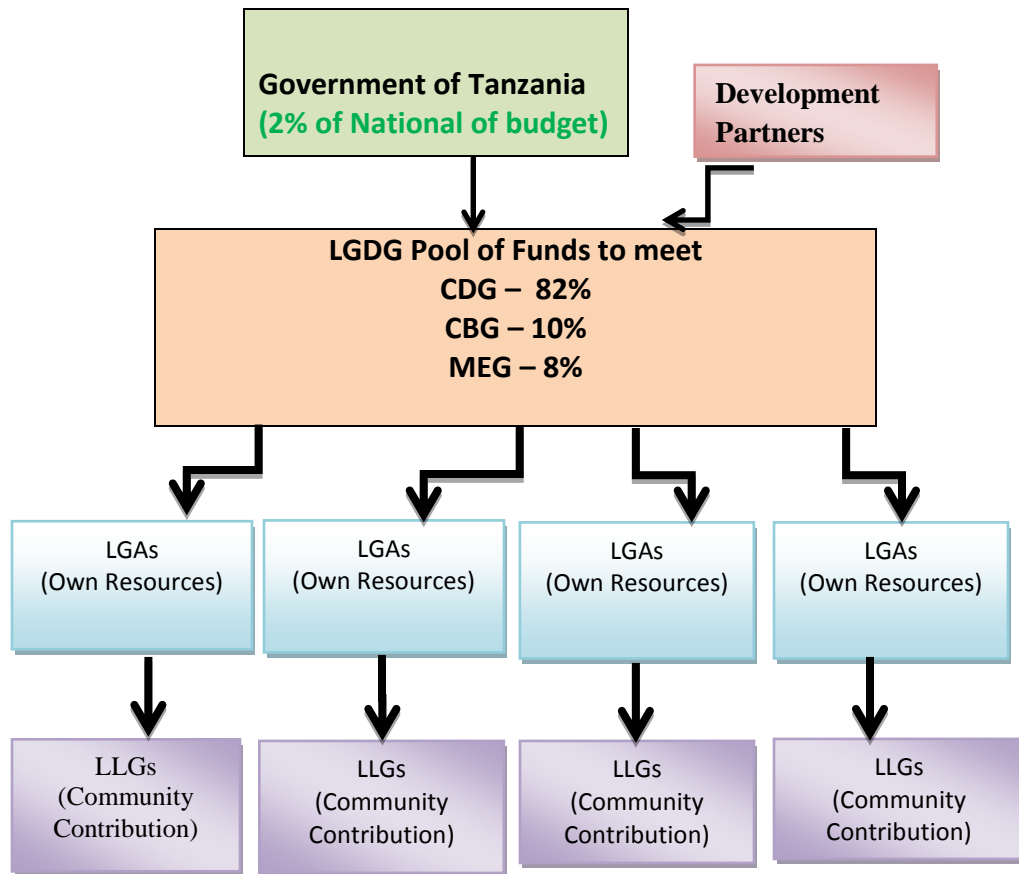 Government of Tanzania
(2% of National of budget)
Development
Partners
LGDG Pool of Funds to meet
CDG – 82%
CBG – 10%
MEG – 8%
LGAs
(Own Resources)
LGAs
(Own Resources)
LGAs
(Own Resources)
LGAs
(Own Resources)
LLGs
(Community
Contribution)
LLGs
(Community
Contribution)
LLGs
(Community
Contribution)
LLGs
(Community
Contribution)